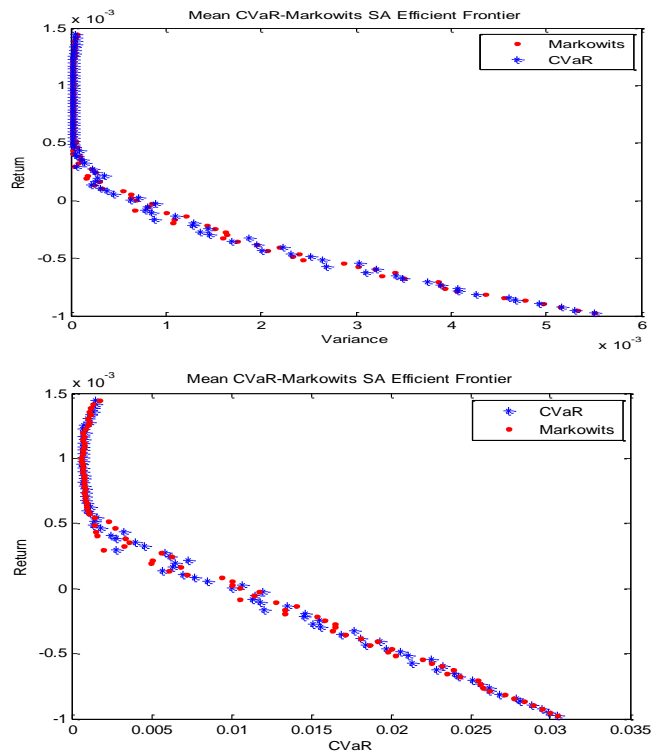 Mean CVaR-Markowits SA Efficient Frontier
x 10⁻³
1.5
Markowits
CVaR
1
0.5
Return
0
-0.5
-1
0 1 2 3 4 5 6
Variance
x 10⁻³
Mean CVaR-Markowits SA Efficient Frontier
x 10⁻³
1.5
CVaR
Markowits
1
0.5
Return
0
-0.5
-1
0 0.005 0.01 0.015 0.02 0.025 0.03 0.035
CVaR